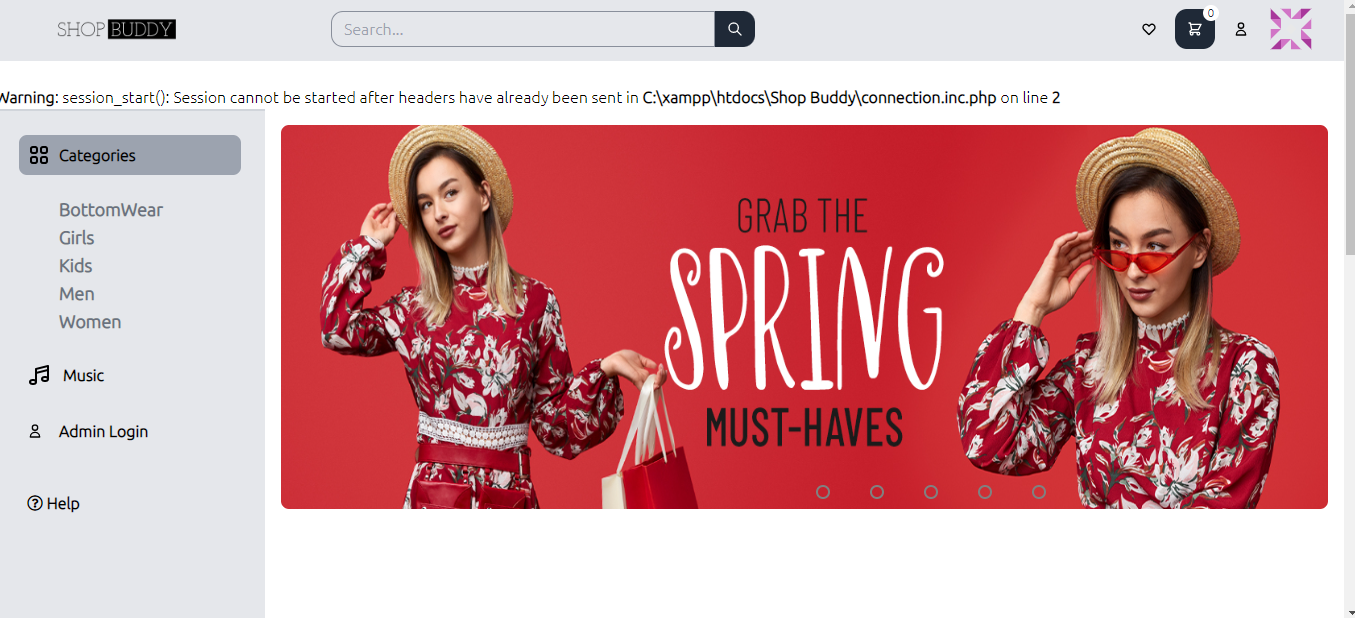 SHOP BUDDY
Search...
0
Warning: session_start(): Session cannot be started after headers have already been sent in C:\xampp\htdocs\Shop Buddy\connection.inc.php on line 2
Categories
BottomWear
Girls
Kids
Men
Women
Music
Admin Login
Help
GRAB THE
SPRING
MUST-HAVES